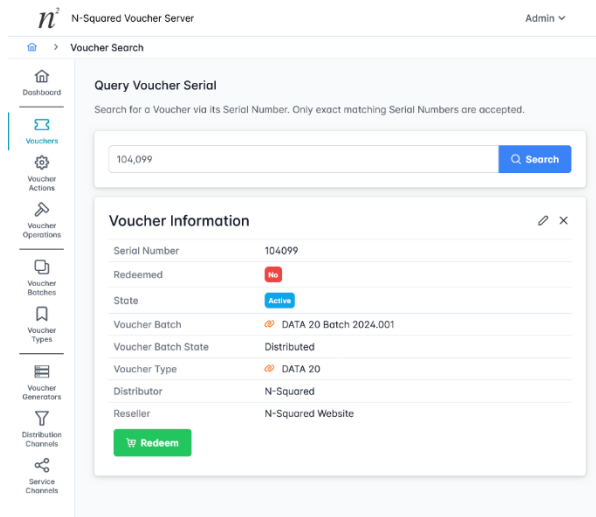 n² N-Squared Voucher Server Admin
Voucher Search
Dashboard
Vouchers
Voucher
Actions
Voucher
Operations
Voucher
Batches
Voucher
Types
Voucher
Generators
Distribution
Channels
Service
Channels
Query Voucher Serial
Search for a Voucher via its Serial Number. Only exact matching Serial Numbers are accepted.
104,099 Search
Voucher Information
Serial Number 104099
Redeemed No
State Active
Voucher Batch DATA 20 Batch 2024.001
Voucher Batch State Distributed
Voucher Type DATA 20
Distributor N-Squared
Reseller N-Squared Website
Redeem